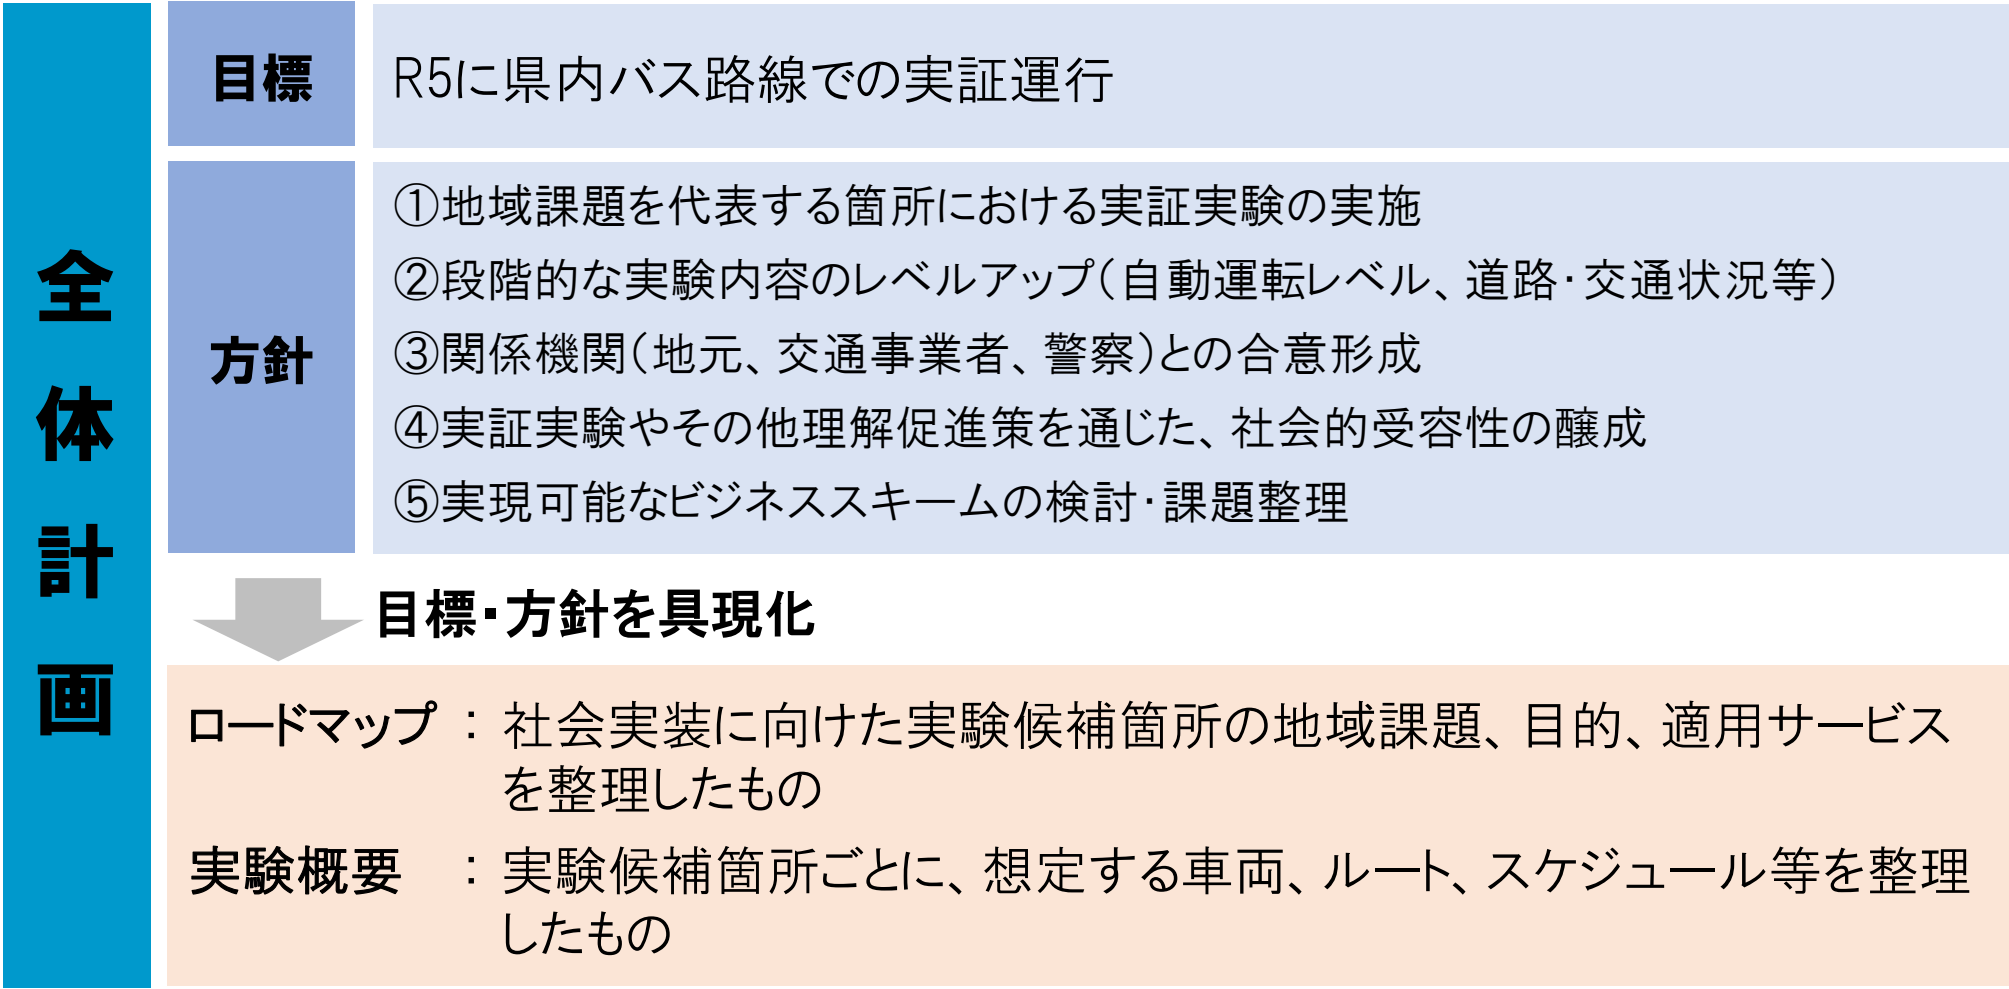 全体計画
目標
R5に県内バス路線での実証運行
方針
①地域課題を代表する箇所における実証実験の実施
②段階的な実験内容のレベルアップ（自動運転レベル、道路・交通状況等）
③関係機関（地元、交通事業者、警察）との合意形成
④実証実験やその他理解促進策を通じた、社会的受容性の醸成
⑤実現可能なビジネススキームの検討・課題整理
目標・方針を具現化
ロードマップ ： 社会実装に向けた実験候補箇所の地域課題、目的、適用サービス
を整理したもの
実験概要 ： 実験候補箇所ごとに、想定する車両、ルート、スケジュール等を整理
したもの